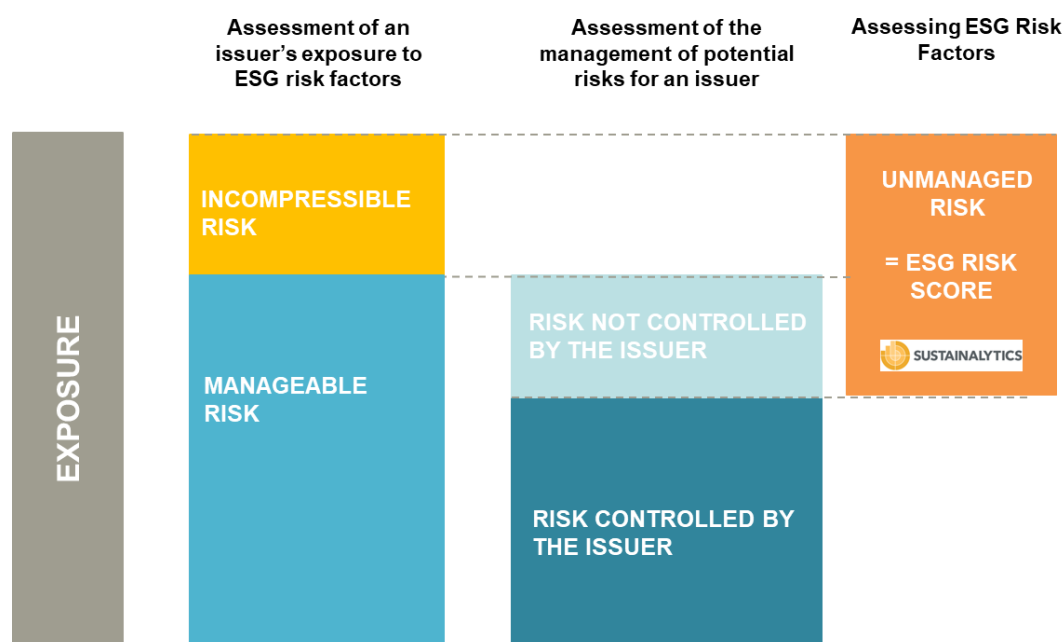 Assessment of an
issuer’s exposure to
ESG risk factors
Assessment of the
management of potential
risks for an issuer
Assessing ESG Risk
Factors
EXPOSURE
INCOMPRESSIBLE
RISK
MANAGEABLE
RISK
RISK NOT CONTROLLED
BY THE ISSUER
RISK CONTROLLED BY
THE ISSUER
UNMANAGED
RISK
= ESG RISK
SCORE
SUSTAINALYTICS